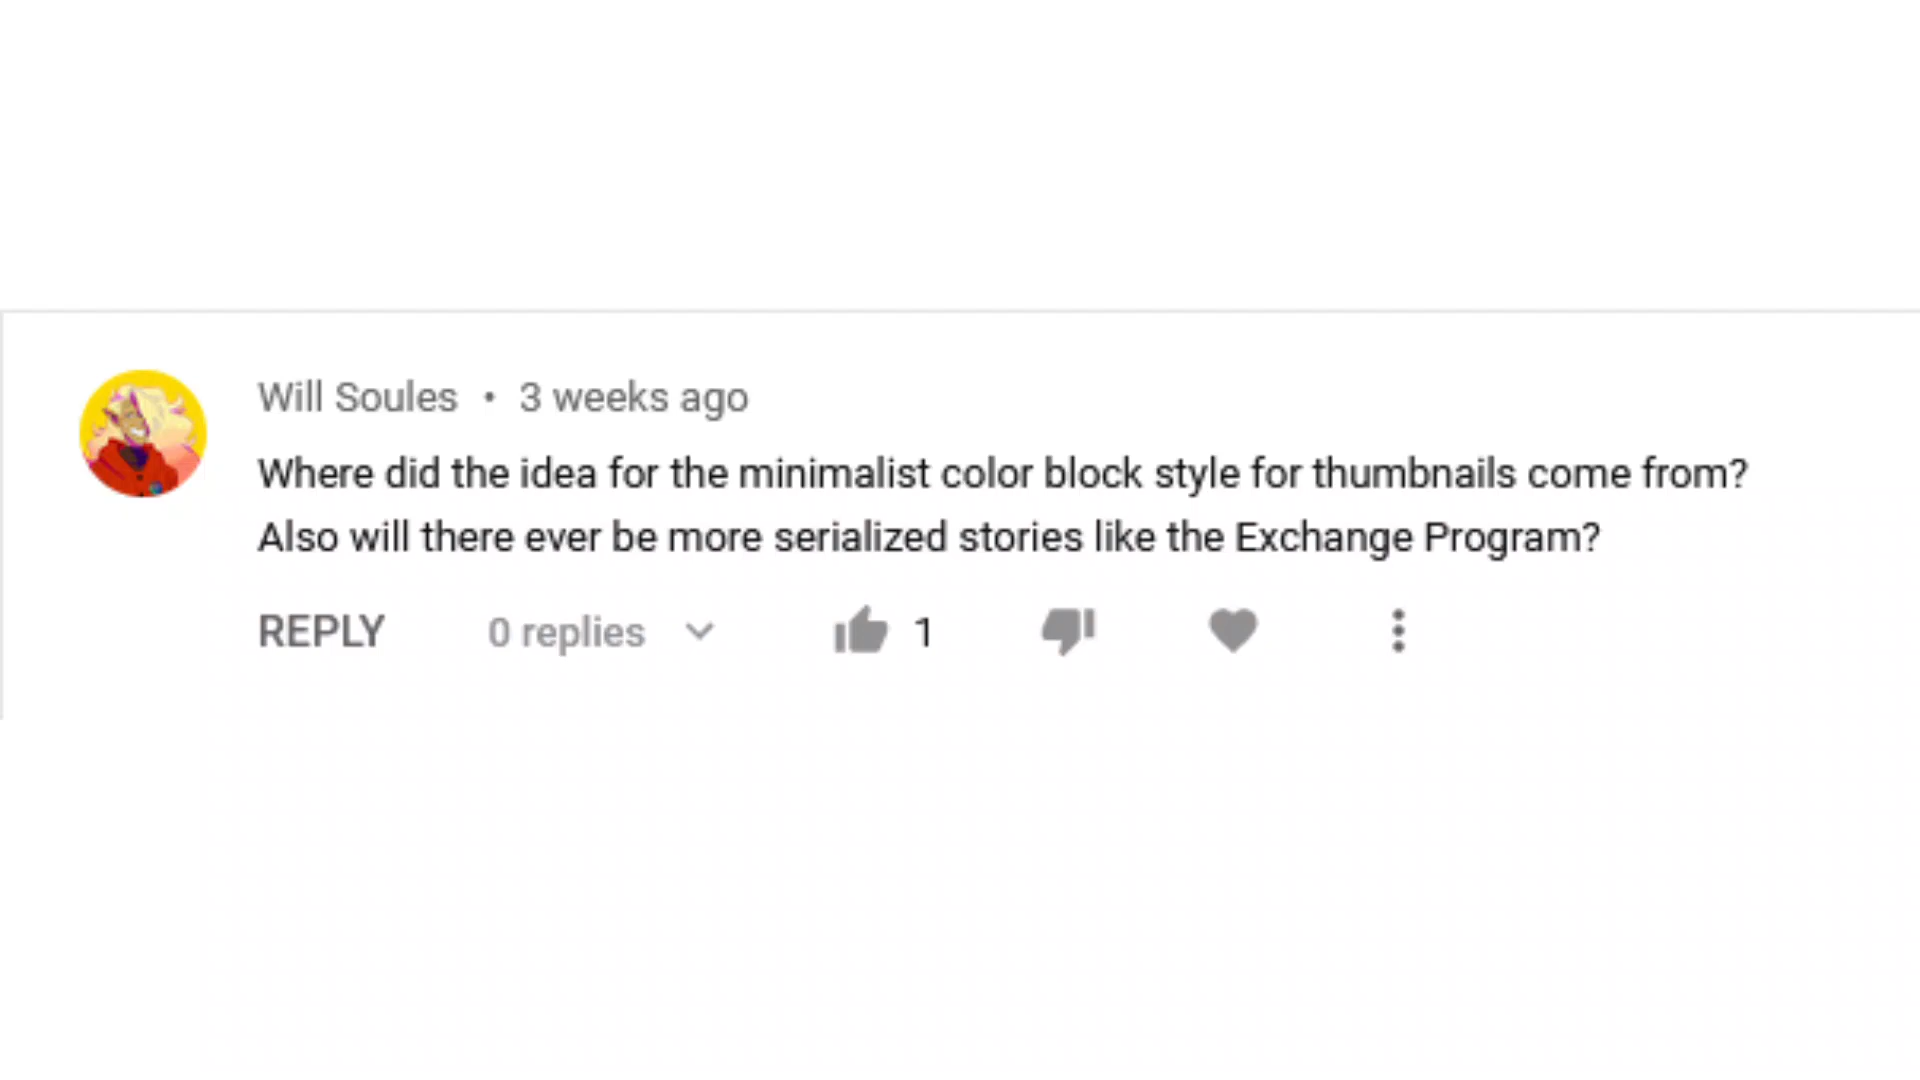 Will Soules • 3 weeks ago
Where did the idea for the minimalist color block style for thumbnails come from?
Also will there ever be more serialized stories like the Exchange Program?
REPLY 0 replies 1